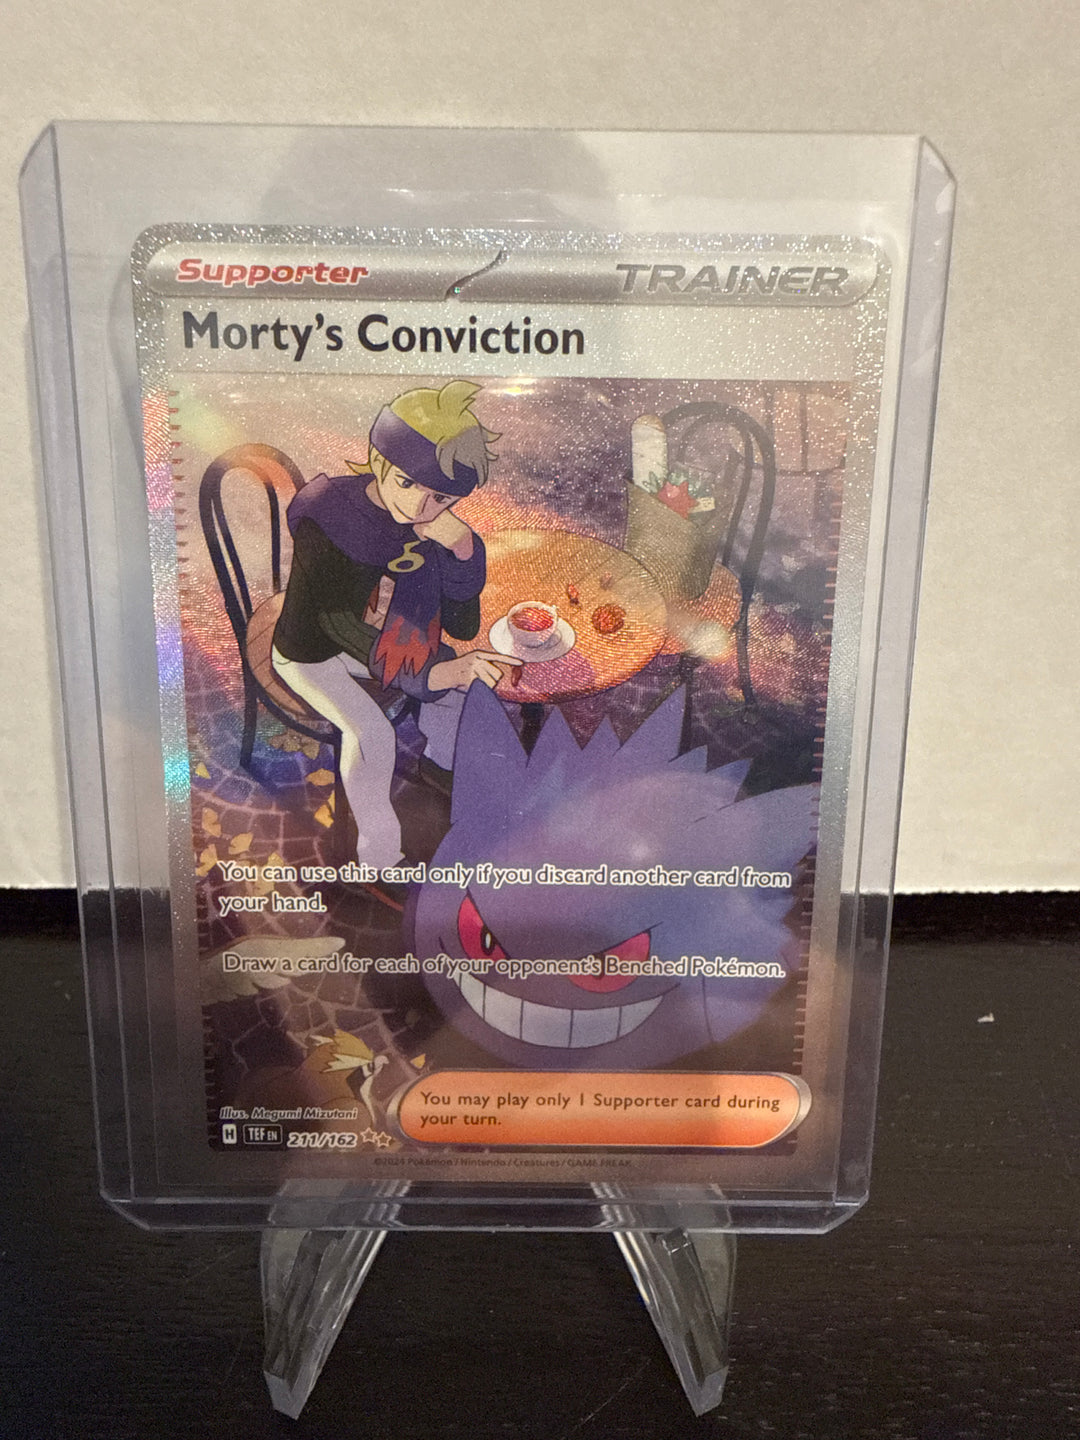 Supporter TRAINER
Morty's Conviction
You can use this card only if you discard another card from
your hand.
Draw a card for each of your opponent's Benched Pokémon.
You may play only 1 Supporter card during
your turn.
Illus. Megumi Mizutani
H TEF EN 211/162
©2024 Pokémon / Nintendo / Creatures / GAME FREAK